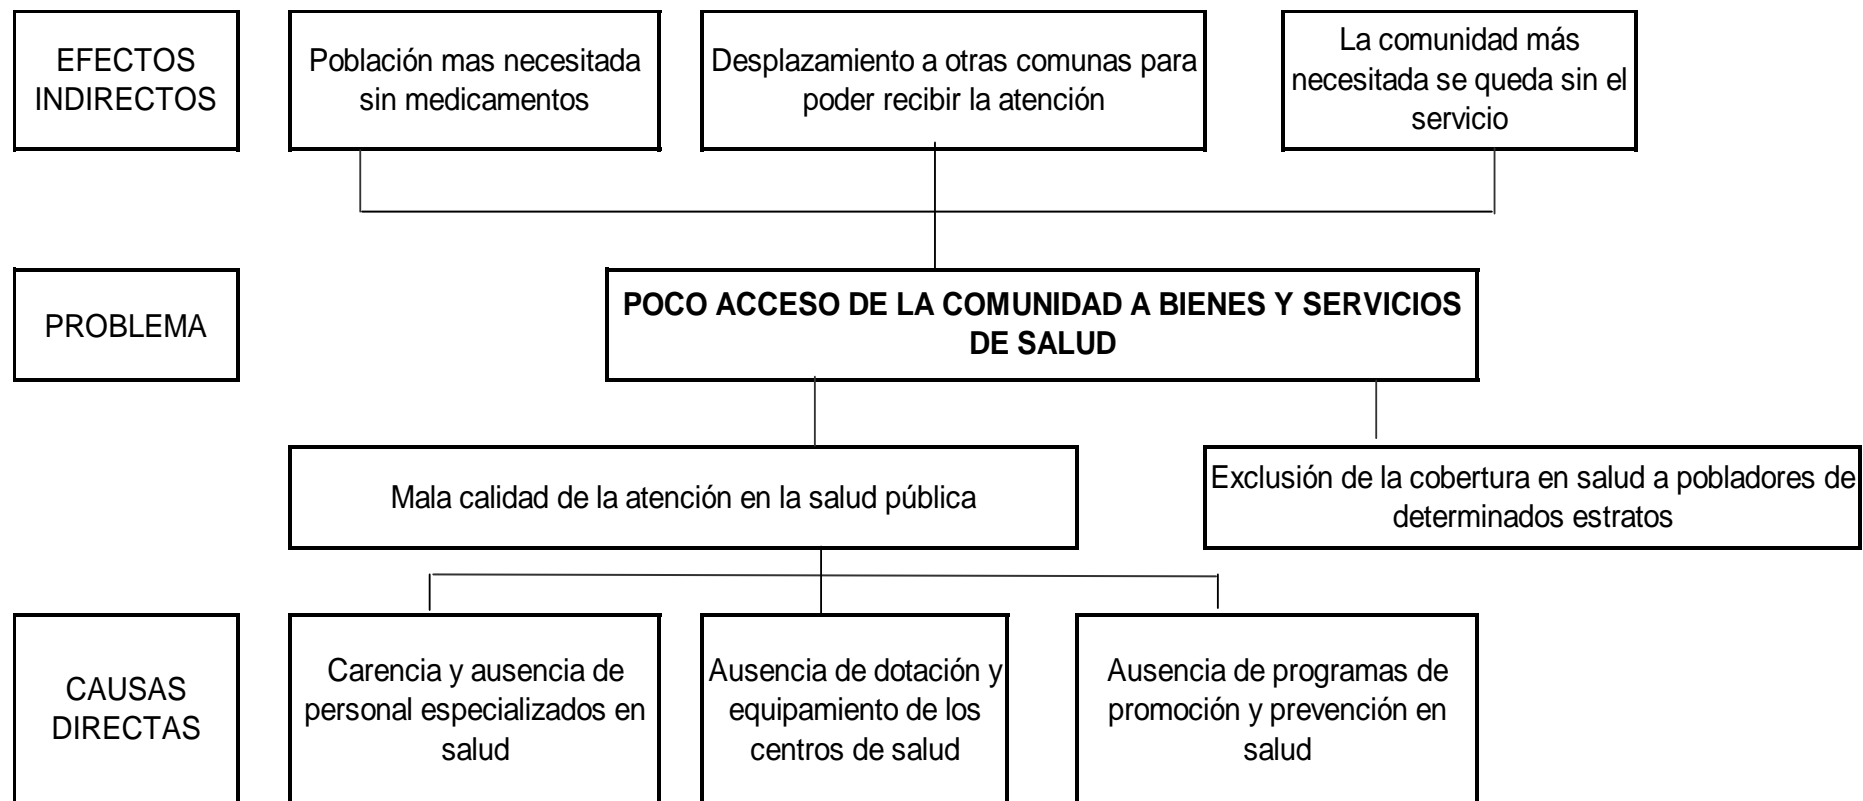 EFECTOS
INDIRECTOS
Población mas necesitada
sin medicamentos
Desplazamiento a otras comunas para
poder recibir la atención
La comunidad más
necesitada se queda sin el
servicio
PROBLEMA
POCO ACCESO DE LA COMUNIDAD A BIENES Y SERVICIOS
DE SALUD
Mala calidad de la atención en la salud pública
Exclusión de la cobertura en salud a pobladores de
determinados estratos
CAUSAS
DIRECTAS
Carencia y ausencia de
personal especializados en
salud
Ausencia de dotación y
equipamiento de los
centros de salud
Ausencia de programas de
promoción y prevención en
salud